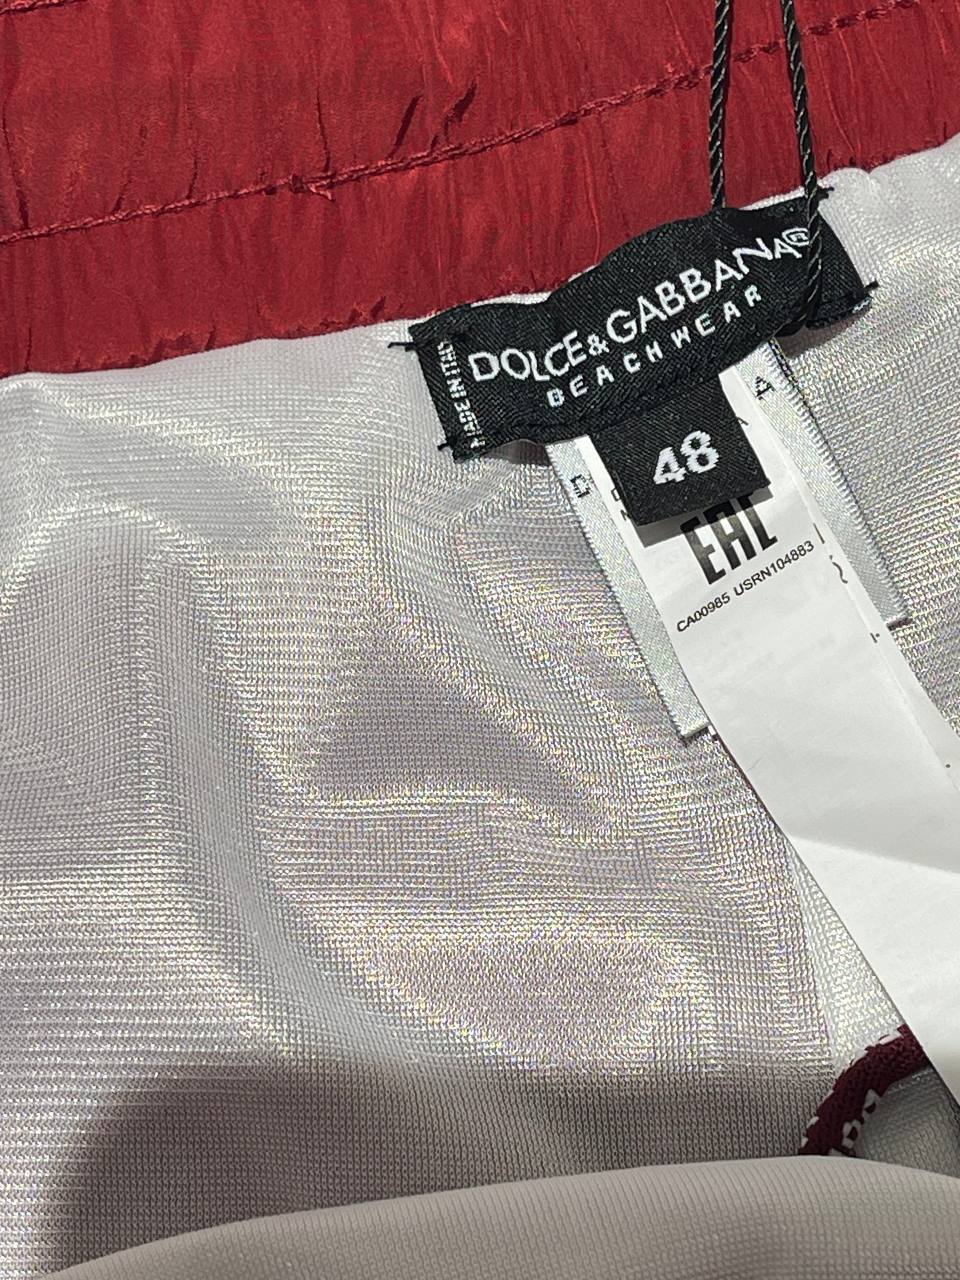 DOLCE&GABBANA®
BEACHWEAR
MADE IN ITALY
48
EAC
CA00985 USRN104883
D
A